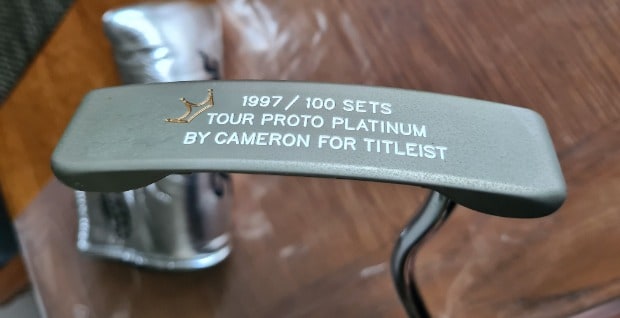 1997 / 100 SETS
TOUR PROTO PLATINUM
BY CAMERON FOR TITLEIST